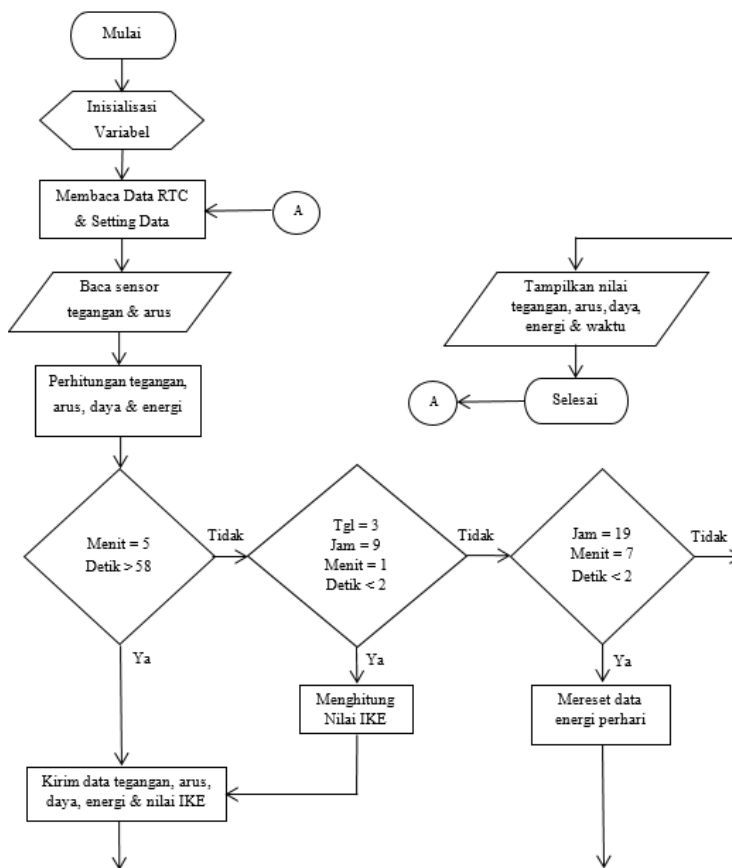 Mulai
Inisialisasi
Variabel
Membaca Data RTC
& Setting Data
A
Baca sensor
tegangan & arus
Tampilkan nilai
tegangan, arus, daya,
energi & waktu
Perhitungan tegangan,
arus, daya & energi
A
Selesai
Menit = 5
Detik > 58
Tidak
Tgl = 3
Jam = 9
Menit = 1
Detik < 2
Tidak
Jam = 19
Menit = 7
Detik < 2
Tidak
Ya
Ya
Ya
Menghitung
Nilai IKE
Mereset data
energi perhari
Kirim data tegangan, arus,
daya, energi & nilai IKE